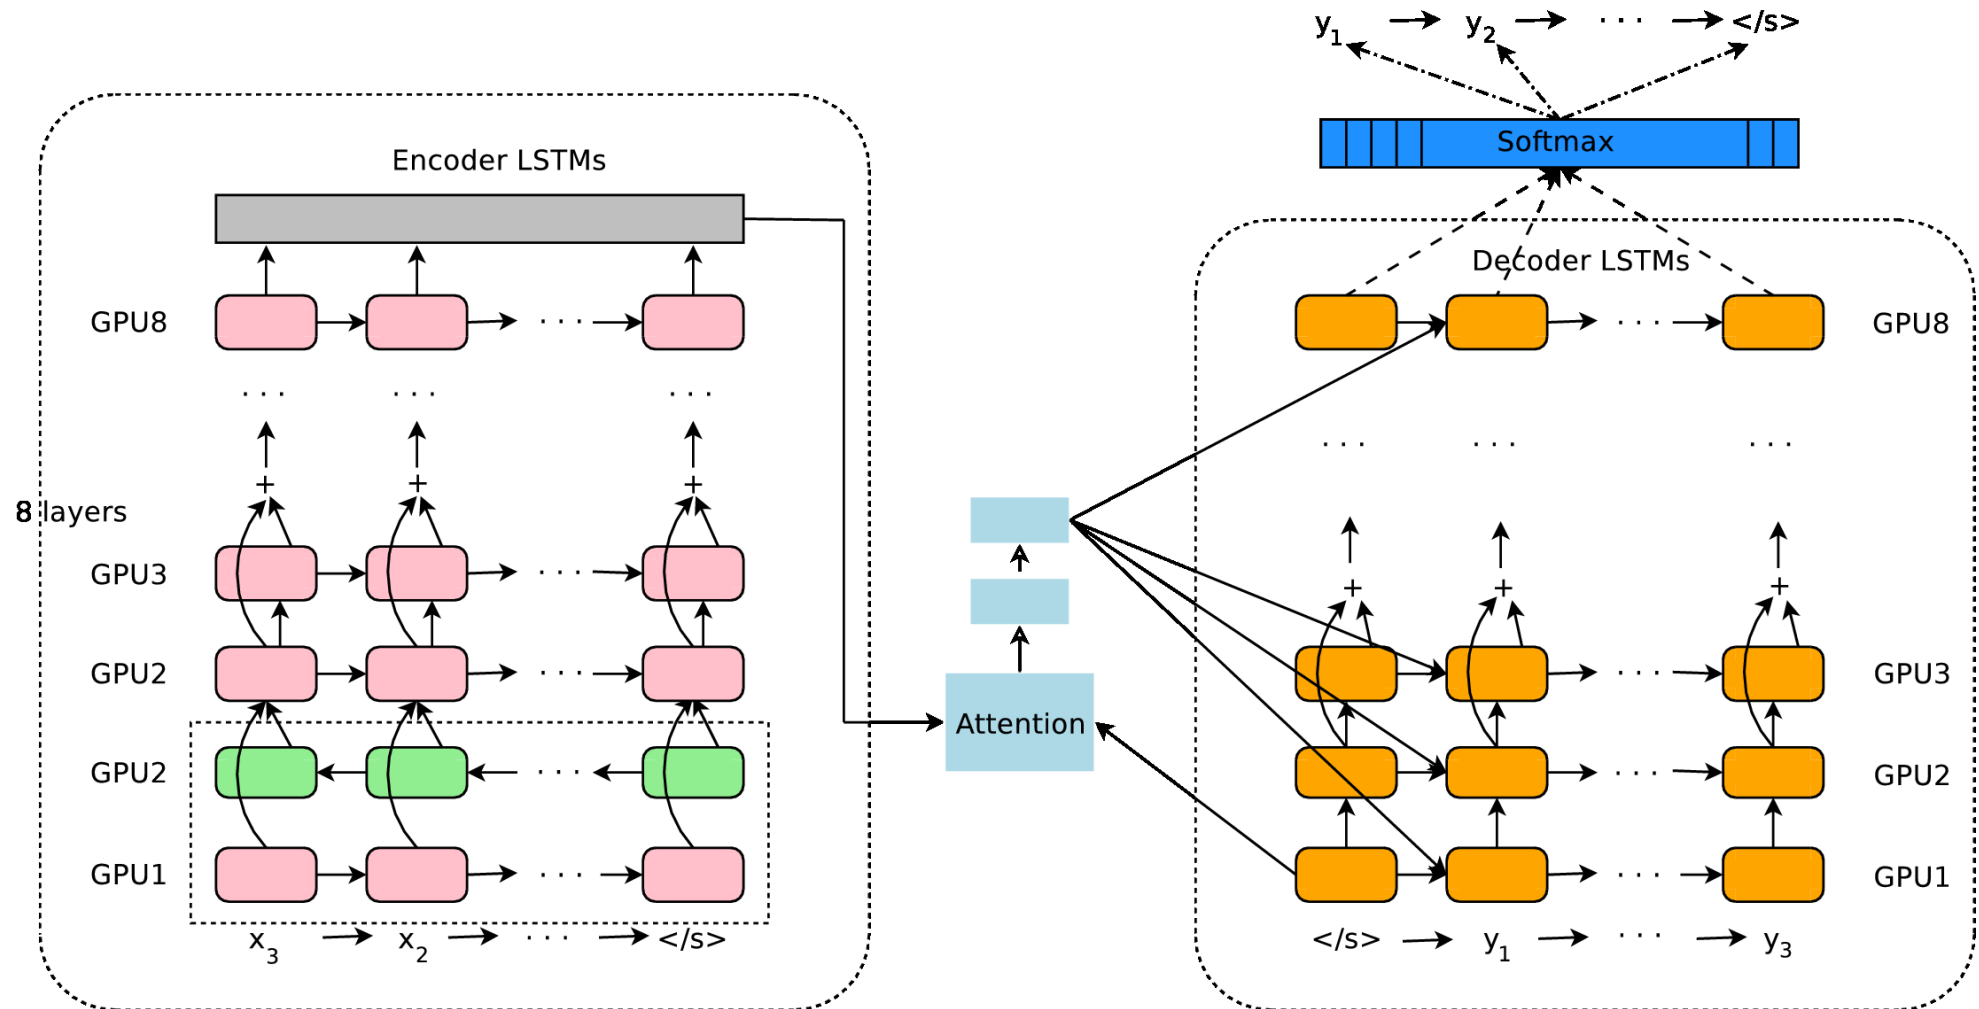 y1 y2 · · · </s>
Softmax
Encoder LSTMs
Decoder LSTMs
GPU8 · · ·
· · · · · · · · ·
+ + +
8 layers
GPU3 · · ·
GPU2 · · ·
GPU2 · · ·
GPU1 · · ·
x3 x2 · · · </s>
Attention
· · · GPU8
· · · · · · · · ·
+ + +
· · · GPU3
· · · GPU2
· · · GPU1
</s> y1 · · · y3